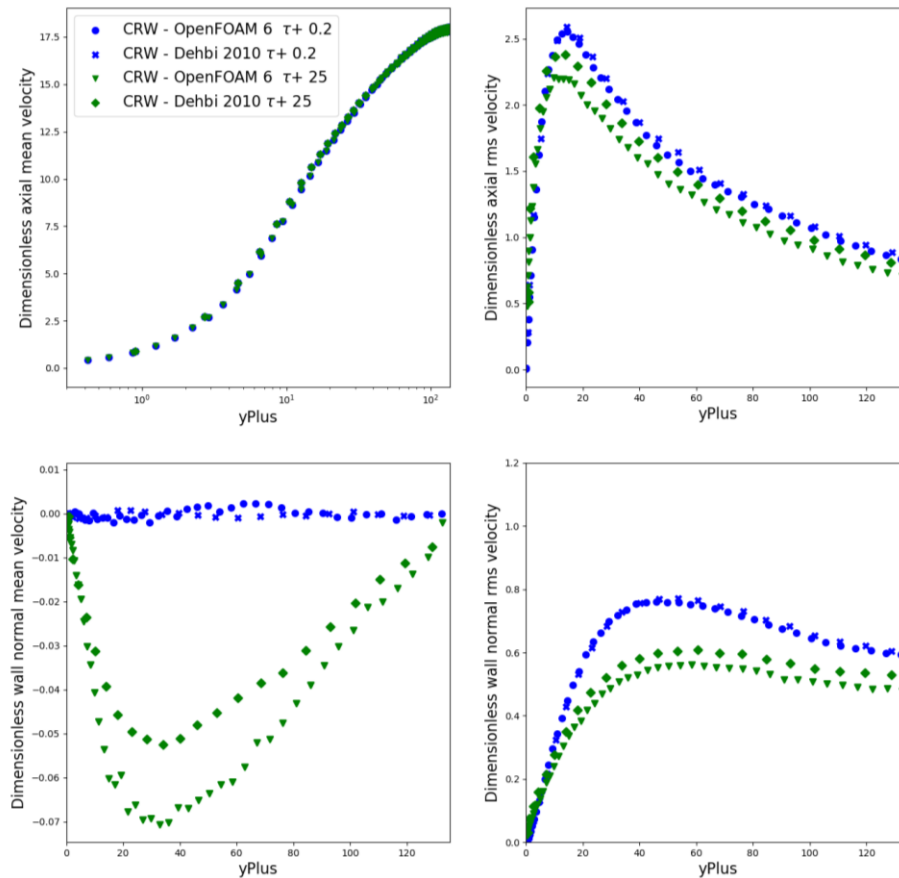 CRW - OpenFOAM 6 τ+ 0.2
CRW - Dehbi 2010 τ+ 0.2
CRW - OpenFOAM 6 τ+ 25
CRW - Dehbi 2010 τ+ 25
Dimensionless axial mean velocity
17.5
15.0
12.5
10.0
7.5
5.0
2.5
0.0
10⁰
10¹
10²
yPlus
Dimensionless axial rms velocity
2.5
2.0
1.5
1.0
0.5
0.0
0 20 40 60 80 100 120
yPlus
Dimensionless wall normal mean velocity
0.01
0.00
−0.01
−0.02
−0.03
−0.04
−0.05
−0.06
−0.07
0 20 40 60 80 100 120
yPlus
Dimensionless wall normal rms velocity
1.2
1.0
0.8
0.6
0.4
0.2
0.0
0 20 40 60 80 100 120
yPlus